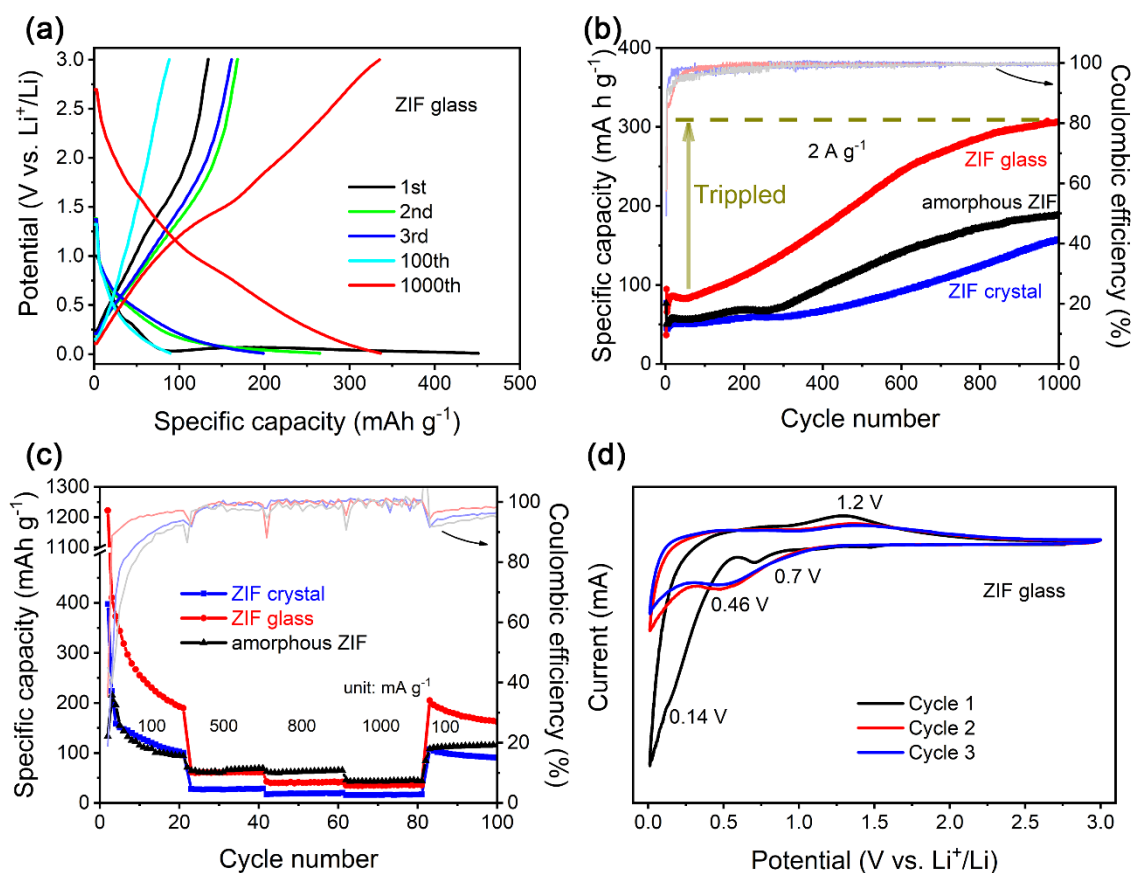 (a)
3.0
2.5
2.0
1.5
1.0
0.5
0.0
Potential (V vs. Li⁺/Li)
ZIF glass
1st
2nd
3rd
100th
1000th
0 100 200 300 400 500
Specific capacity (mAh g⁻¹)
(b)
400
300
200
100
0
Specific capacity (mA h g⁻¹)
2 A g⁻¹
ZIF glass
Trippled
amorphous ZIF
ZIF crystal
100
80
60
40
20
0
Coulombic efficiency (%)
0 200 400 600 800 1000
Cycle number
(c)
1300
1200
1100
400
300
200
100
0
Specific capacity (mAh g⁻¹)
ZIF crystal
ZIF glass
amorphous ZIF
unit: mA g⁻¹
100 500 800 1000 100
100
80
60
40
20
0
Coulombic efficiency (%)
0 20 40 60 80 100
Cycle number
(d)
Current (mA)
1.2 V
0.7 V
ZIF glass
0.46 V
0.14 V
Cycle 1
Cycle 2
Cycle 3
0.0 0.5 1.0 1.5 2.0 2.5 3.0
Potential (V vs. Li⁺/Li)